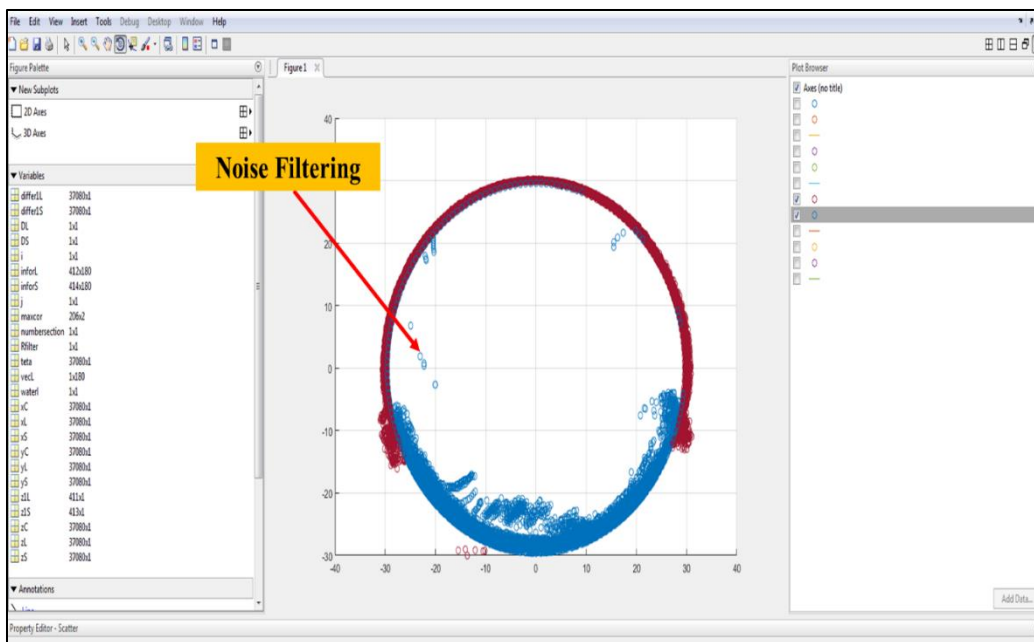 File Edit View Insert Tools Debug Desktop Window Help
Figure Palette
Figure1
Plot Browser
▼ New Subplots
2D Axes
3D Axes
▼ Variables
differ1L 37080x1
differ1S 37080x1
DL 1x1
DS 1x1
i 1x1
inforL 412x180
inforS 414x180
j 1x1
maxcor 206x2
numbersection 1x1
Rfilter 1x1
teta 37080x1
vecL 1x180
waterl 1x1
xC 37080x1
xL 37080x1
xS 37080x1
yC 37080x1
yL 37080x1
yS 37080x1
z1L 411x1
z1S 413x1
zC 37080x1
zL 37080x1
zS 37080x1
▼ Annotations
Line
Noise Filtering
40
30
20
10
0
-10
-20
-30
-40 -30 -20 -10 0 10 20 30 40
Axes (no title)
Add Data...
Property Editor - Scatter